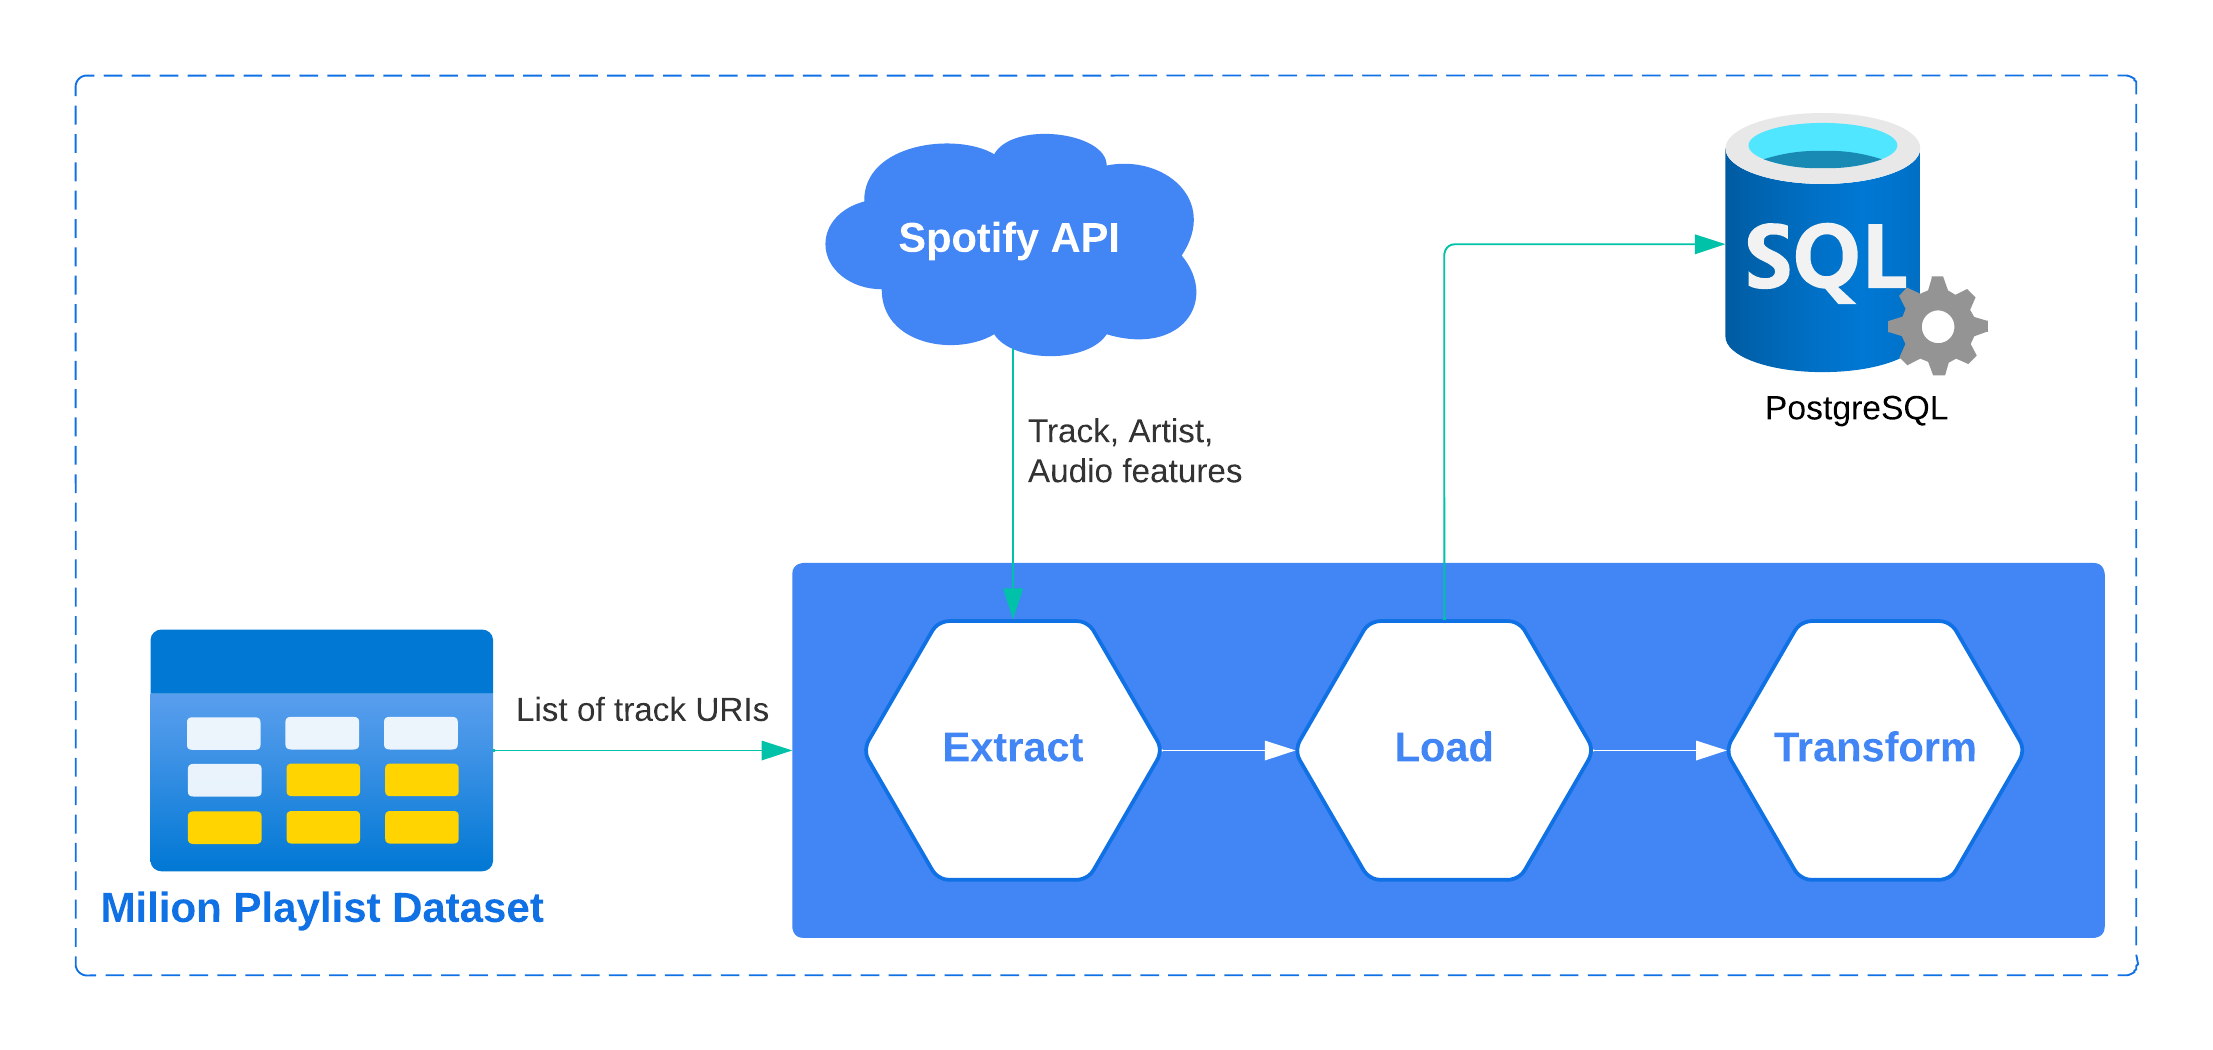 Spotify API
SQL
PostgreSQL
Track, Artist,
Audio features
List of track URIs
Extract
Load
Transform
Milion Playlist Dataset